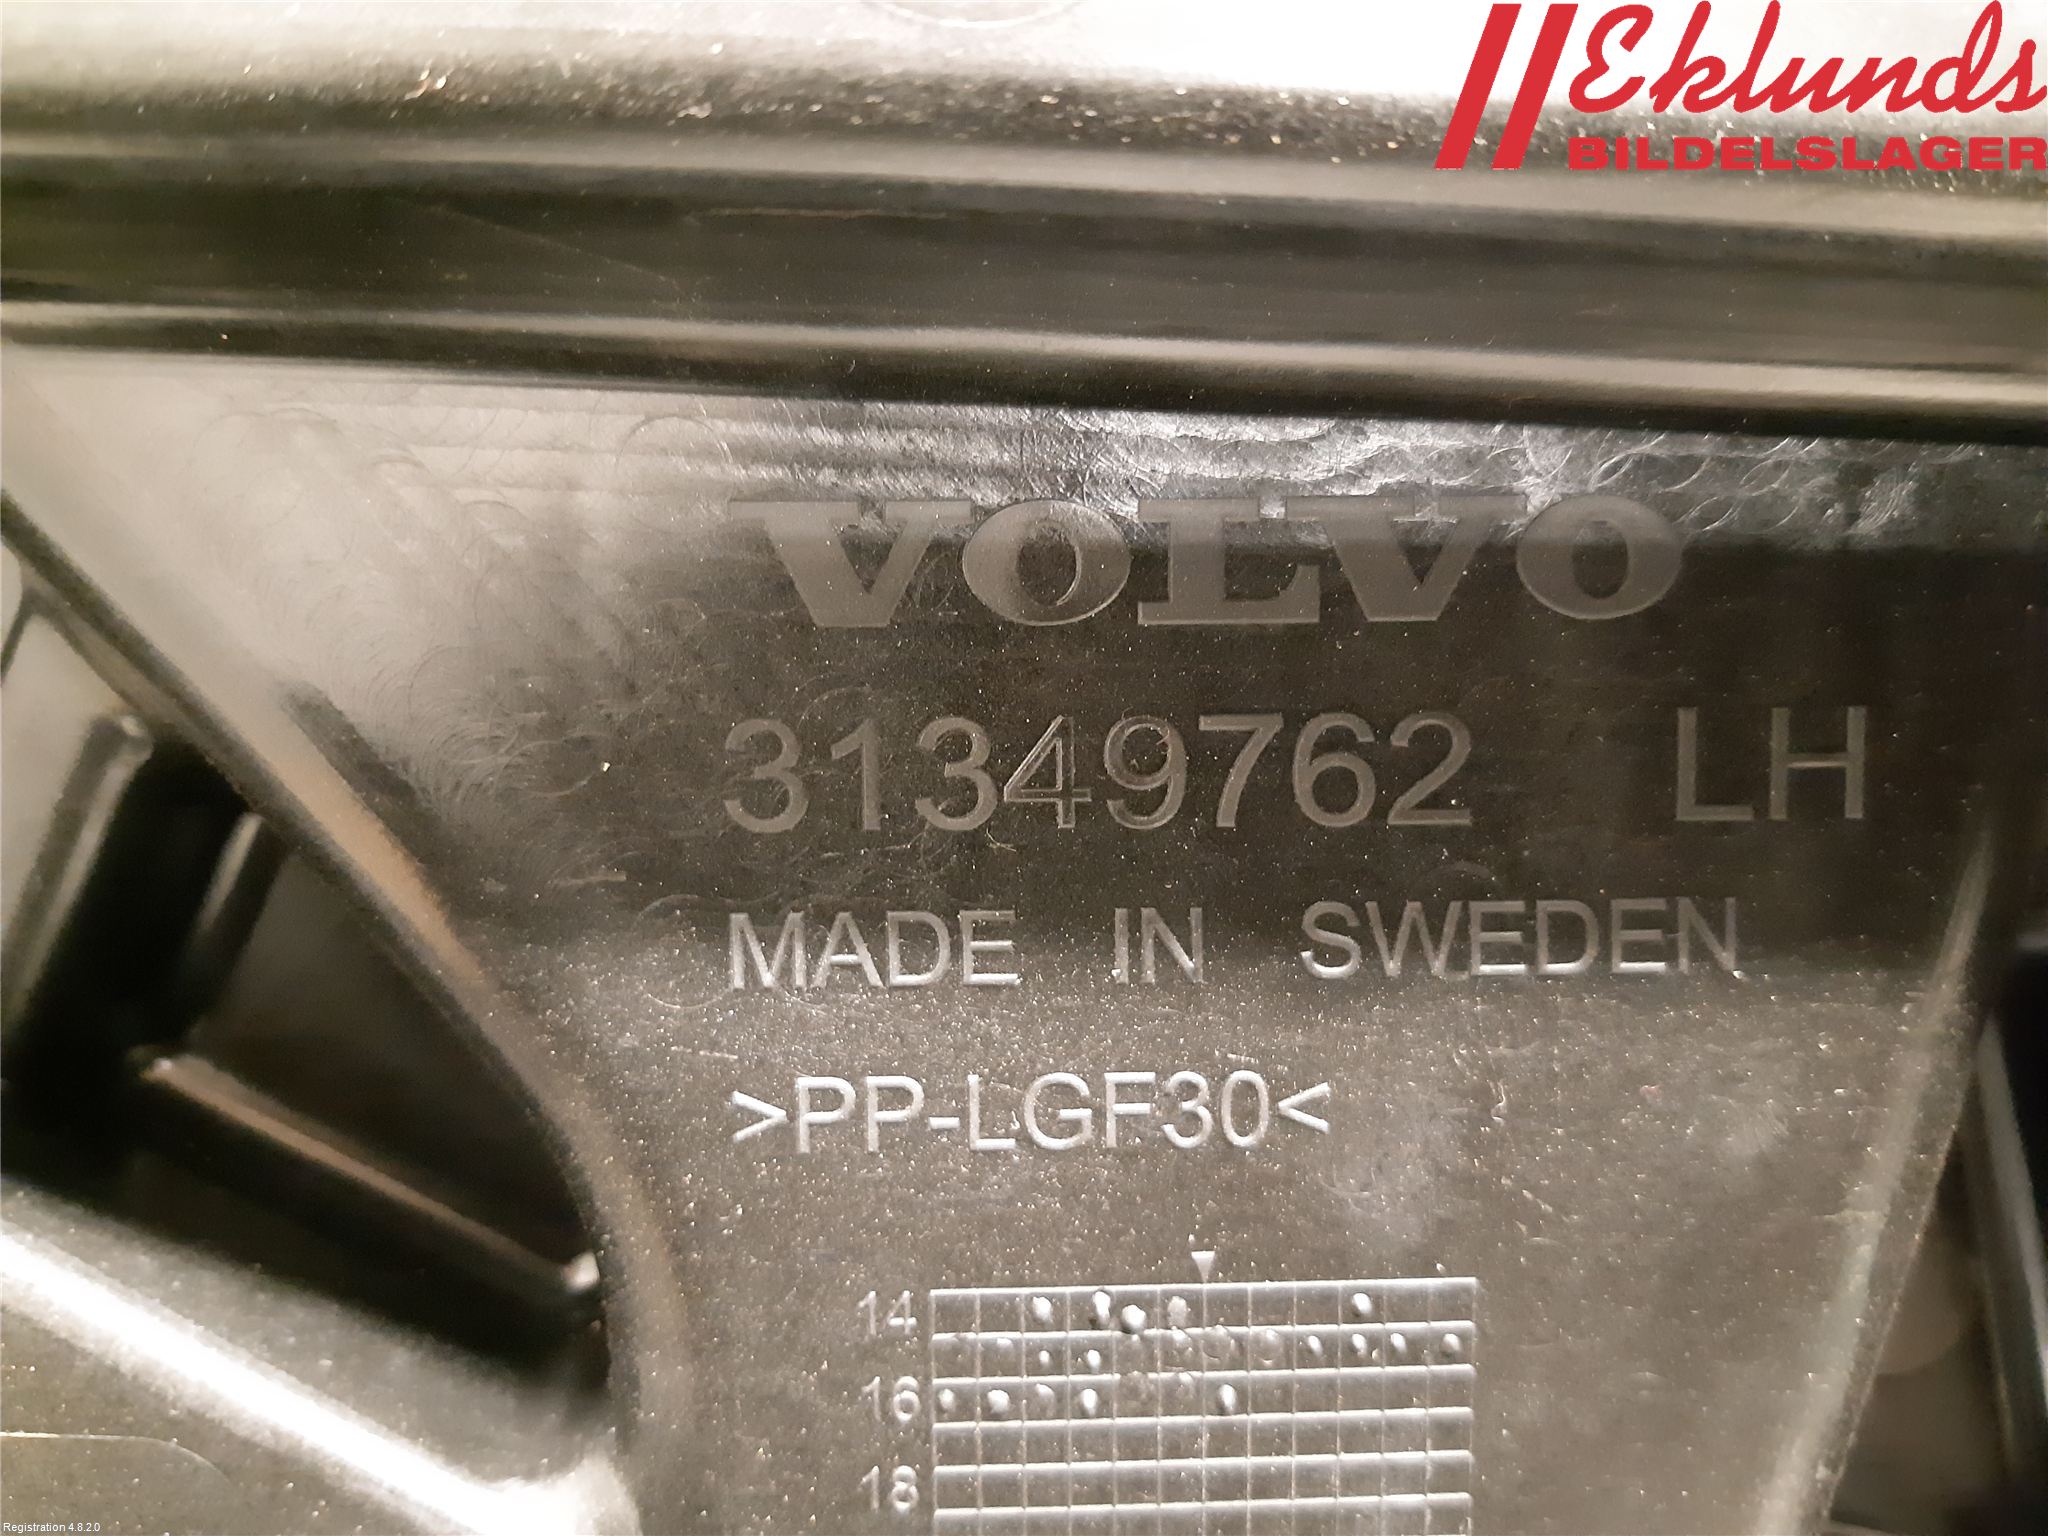 Eklunds
BILDELSLAGER
VOLVO
31349762 LH
MADE IN SWEDEN
>PP-LGF30<
14
16
18
Registration 4.8.2.0